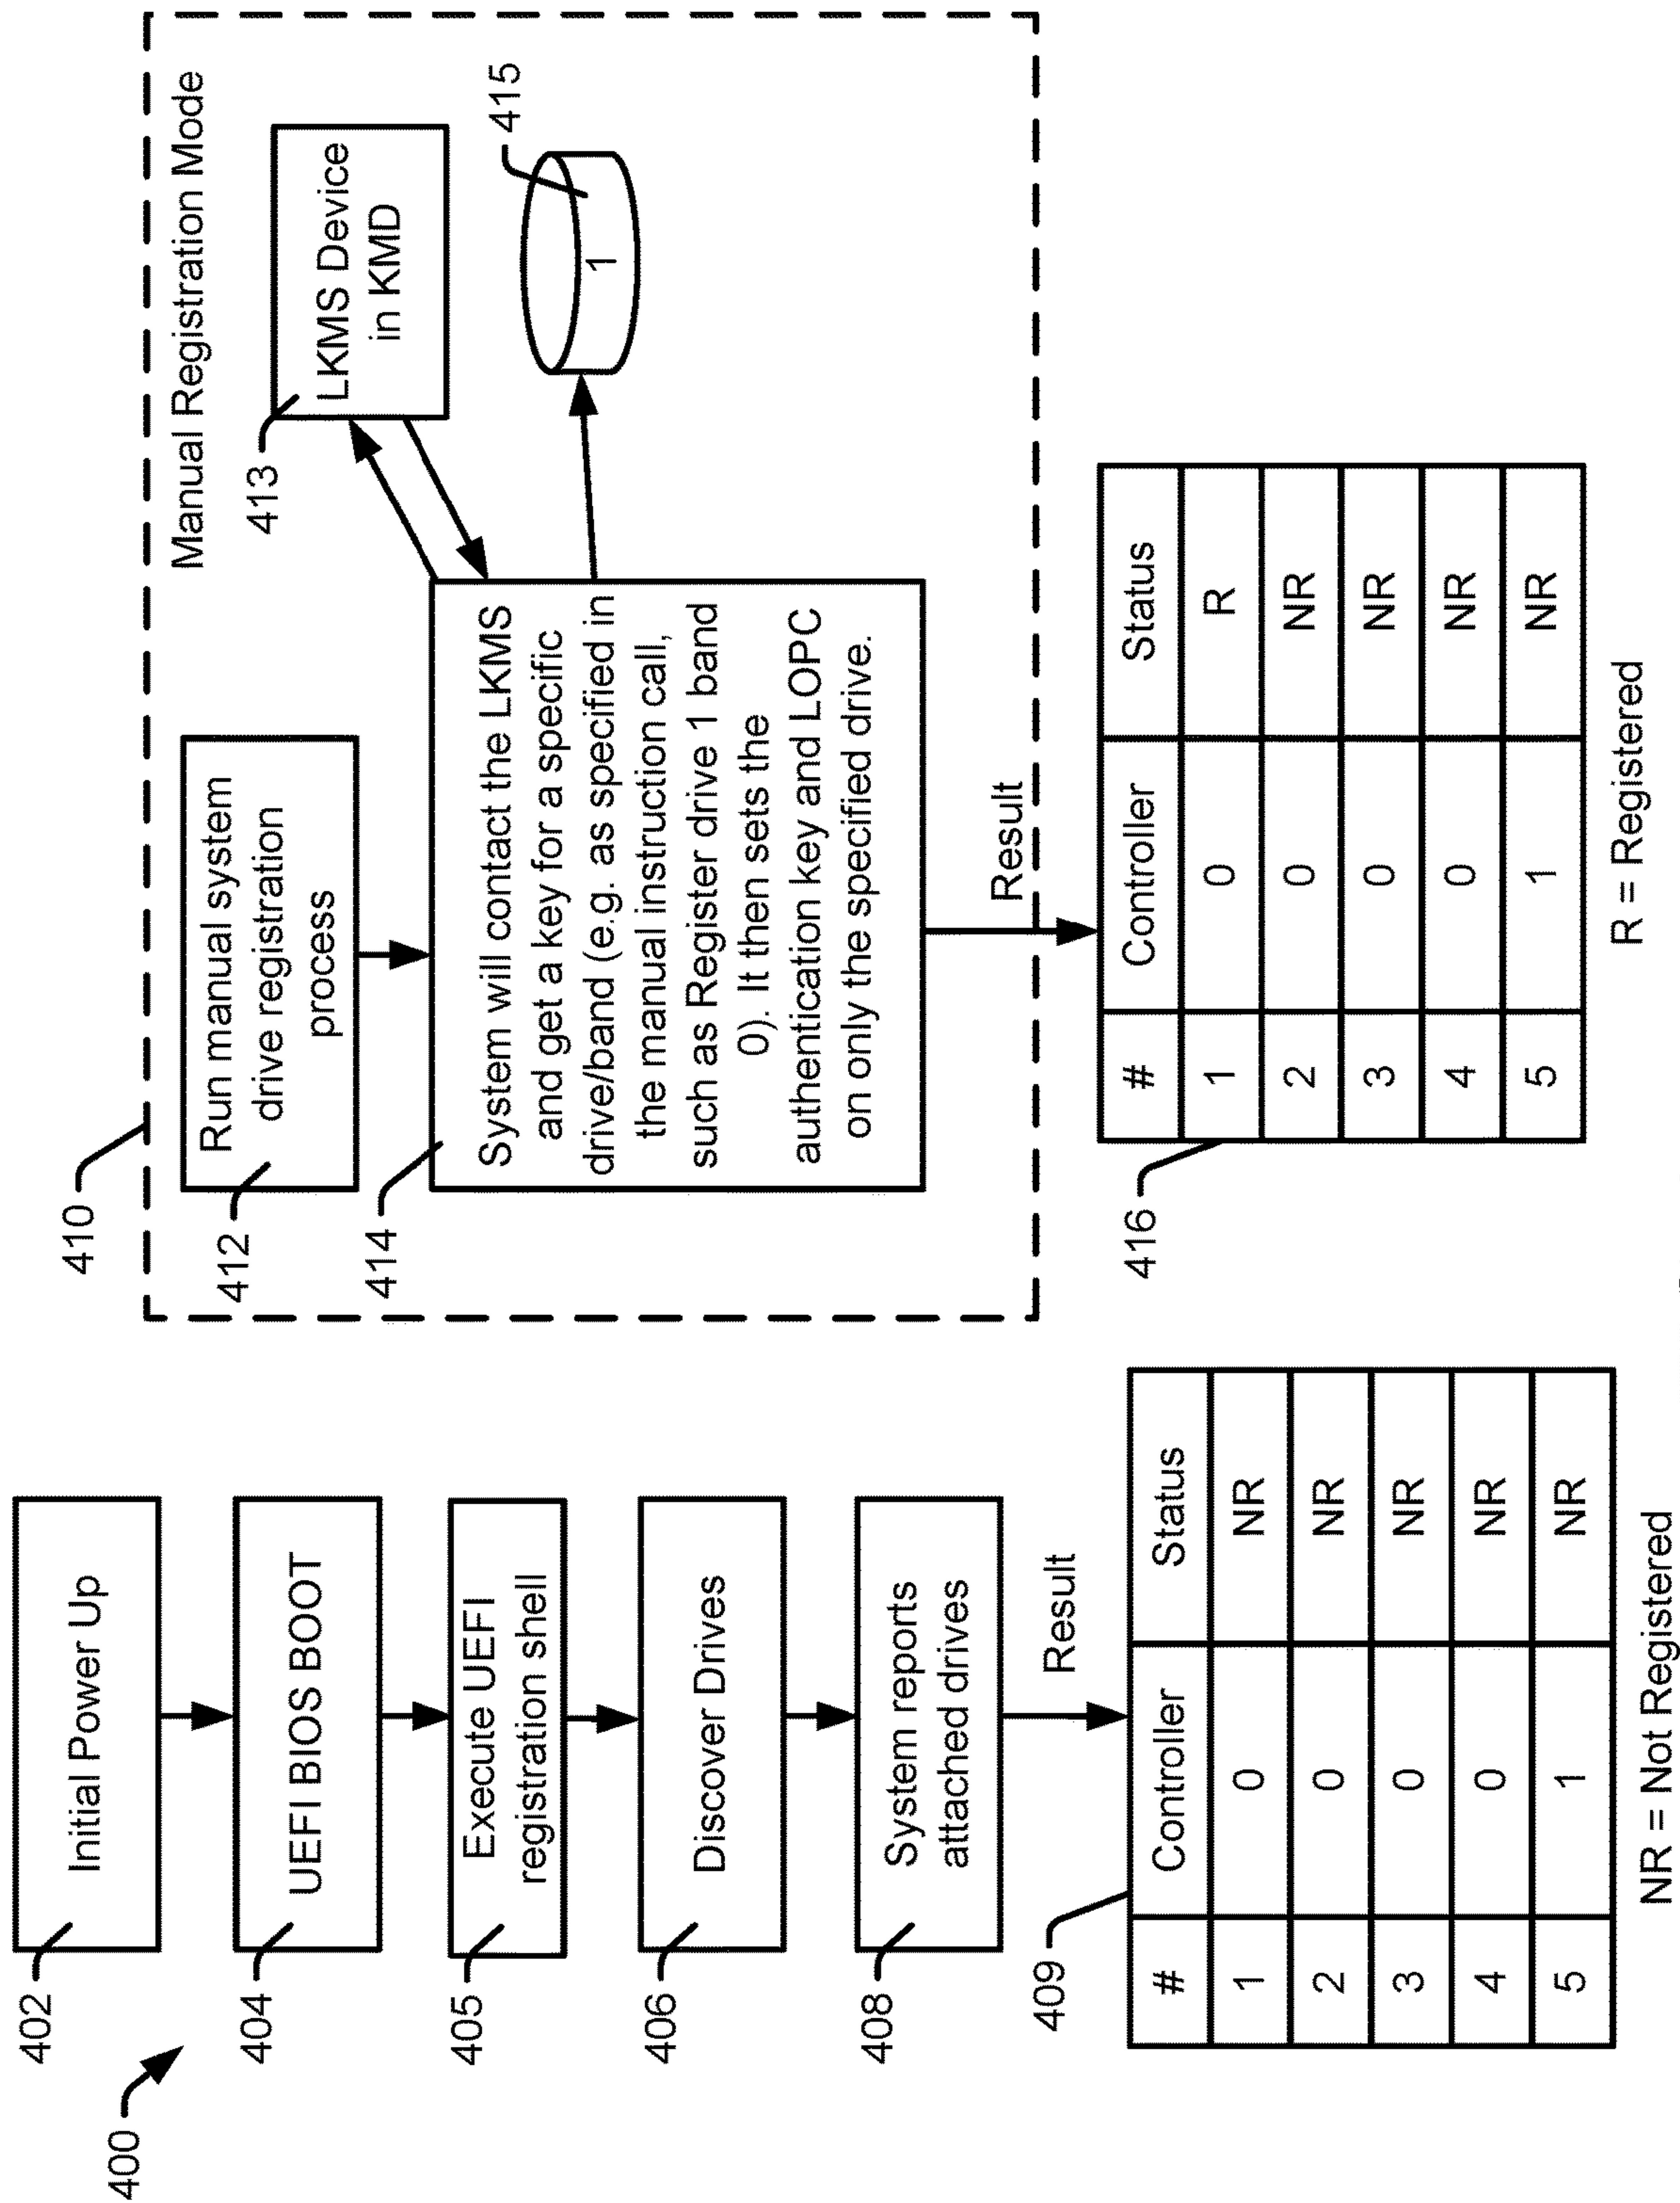 400
402
Initial Power Up
404
UEFI BIOS BOOT
405
Execute UEFI
registration shell
406
Discover Drives
408
System reports
attached drives
Result
409
# Controller Status
1 0 NR
2 0 NR
3 0 NR
4 0 NR
5 1 NR
NR = Not Registered
410
Manual Registration Mode
412
Run manual system
drive registration
process
413
LKMS Device
in KMD
414
System will contact the LKMS
and get a key for a specific
drive/band (e.g. as specified in
the manual instruction call,
such as Register drive 1 band
0). It then sets the
authentication key and LOPC
on only the specified drive.
415
1
Result
416
# Controller Status
1 0 R
2 0 NR
3 0 NR
4 0 NR
5 1 NR
R = Registered